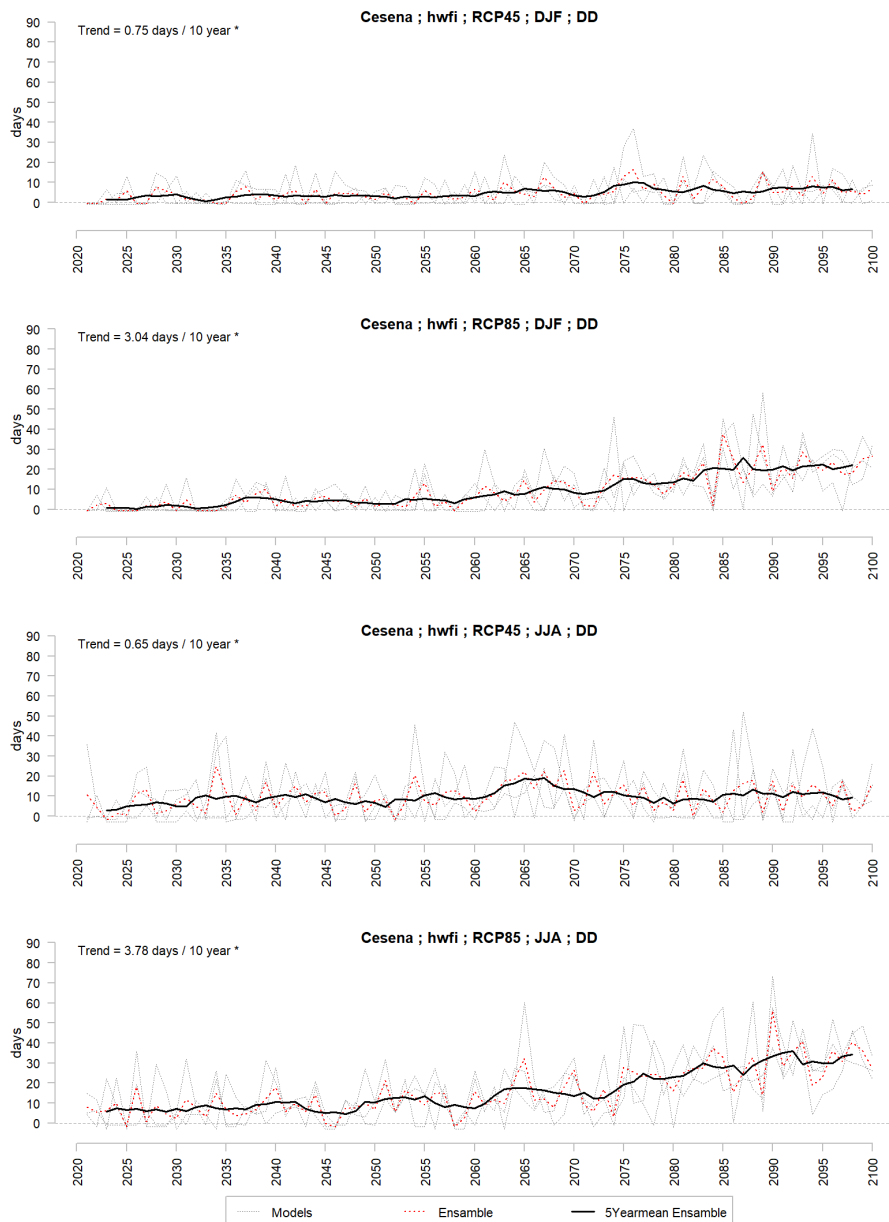 Cesena ; hwfi ; RCP45 ; DJF ; DD
Trend = 0.75 days / 10 year *
90
80
70
60
50
40
30
20
10
0
days
2020 2025 2030 2035 2040 2045 2050 2055 2060 2065 2070 2075 2080 2085 2090 2095 2100
Cesena ; hwfi ; RCP85 ; DJF ; DD
Trend = 3.04 days / 10 year *
90
80
70
60
50
40
30
20
10
0
days
2020 2025 2030 2035 2040 2045 2050 2055 2060 2065 2070 2075 2080 2085 2090 2095 2100
Cesena ; hwfi ; RCP45 ; JJA ; DD
Trend = 0.65 days / 10 year *
90
80
70
60
50
40
30
20
10
0
days
2020 2025 2030 2035 2040 2045 2050 2055 2060 2065 2070 2075 2080 2085 2090 2095 2100
Cesena ; hwfi ; RCP85 ; JJA ; DD
Trend = 3.78 days / 10 year *
90
80
70
60
50
40
30
20
10
0
days
2020 2025 2030 2035 2040 2045 2050 2055 2060 2065 2070 2075 2080 2085 2090 2095 2100
Models Ensamble 5Yearmean Ensamble